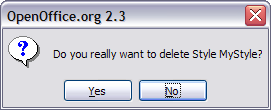 OpenOffice.org 2.3
Do you really want to delete Style MyStyle?
Yes
No